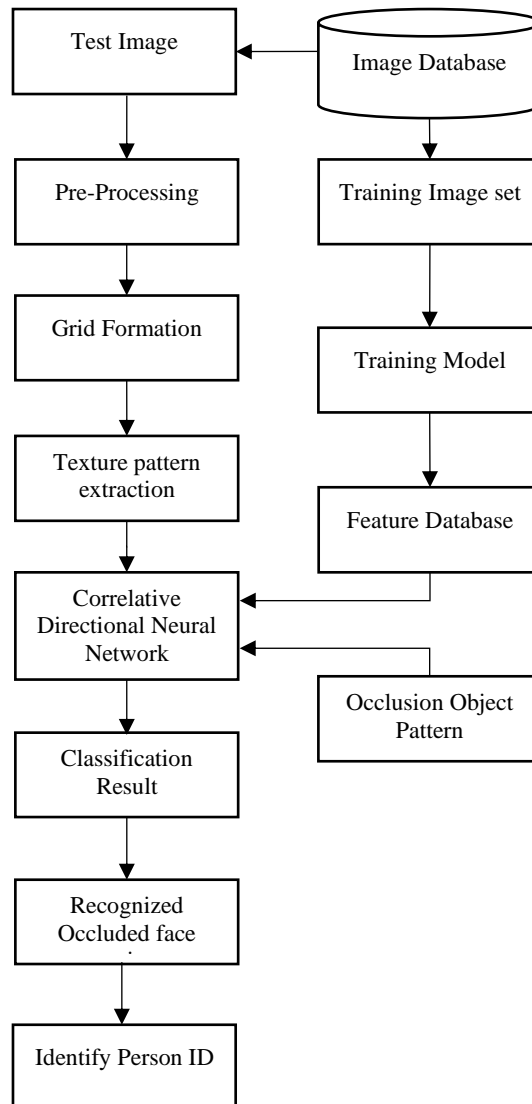 Test Image
Image Database
Pre-Processing
Training Image set
Grid Formation
Training Model
Texture pattern
extraction
Feature Database
Correlative
Directional Neural
Network
Occlusion Object
Pattern
Classification
Result
Recognized
Occluded face
.
Identify Person ID